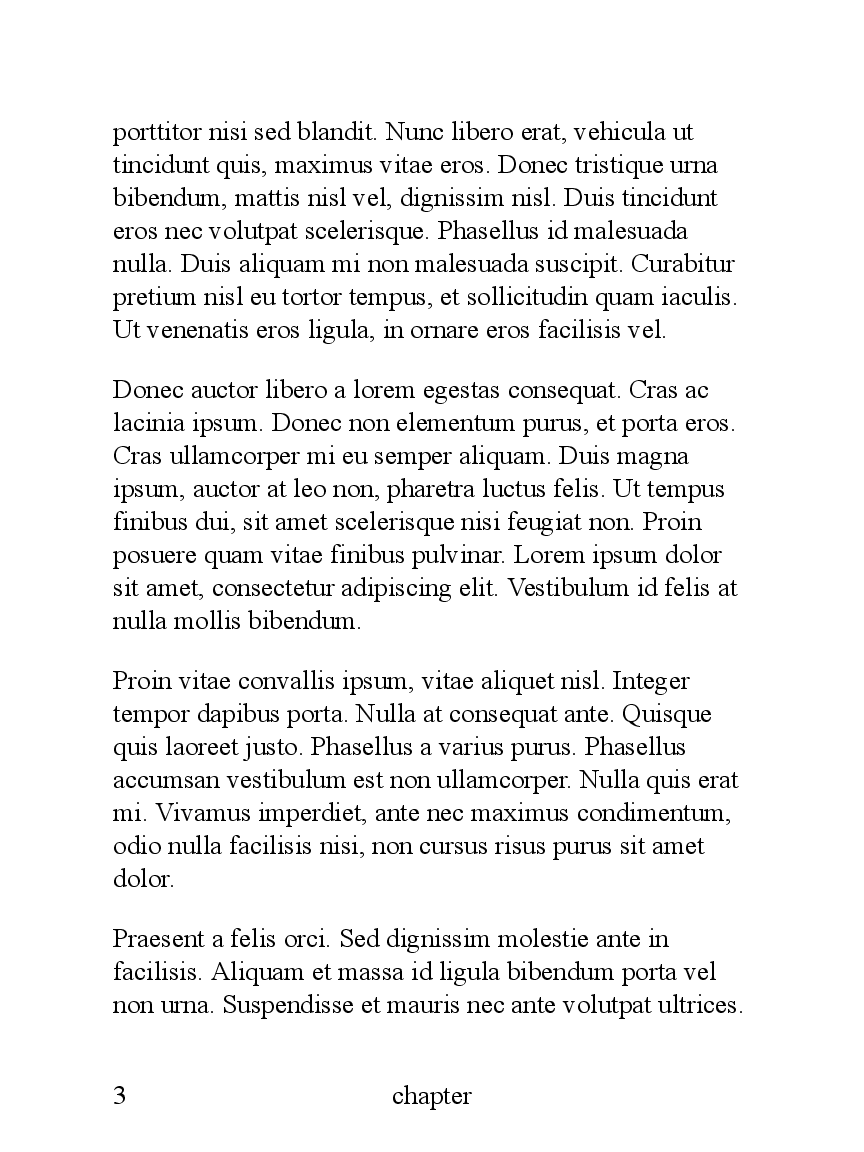 porttitor nisi sed blandit. Nunc libero erat, vehicula ut
tincidunt quis, maximus vitae eros. Donec tristique urna
bibendum, mattis nisl vel, dignissim nisl. Duis tincidunt
eros nec volutpat scelerisque. Phasellus id malesuada
nulla. Duis aliquam mi non malesuada suscipit. Curabitur
pretium nisl eu tortor tempus, et sollicitudin quam iaculis.
Ut venenatis eros ligula, in ornare eros facilisis vel.
Donec auctor libero a lorem egestas consequat. Cras ac
lacinia ipsum. Donec non elementum purus, et porta eros.
Cras ullamcorper mi eu semper aliquam. Duis magna
ipsum, auctor at leo non, pharetra luctus felis. Ut tempus
finibus dui, sit amet scelerisque nisi feugiat non. Proin
posuere quam vitae finibus pulvinar. Lorem ipsum dolor
sit amet, consectetur adipiscing elit. Vestibulum id felis at
nulla mollis bibendum.
Proin vitae convallis ipsum, vitae aliquet nisl. Integer
tempor dapibus porta. Nulla at consequat ante. Quisque
quis laoreet justo. Phasellus a varius purus. Phasellus
accumsan vestibulum est non ullamcorper. Nulla quis erat
mi. Vivamus imperdiet, ante nec maximus condimentum,
odio nulla facilisis nisi, non cursus risus purus sit amet
dolor.
Praesent a felis orci. Sed dignissim molestie ante in
facilisis. Aliquam et massa id ligula bibendum porta vel
non urna. Suspendisse et mauris nec ante volutpat ultrices.
3 chapter